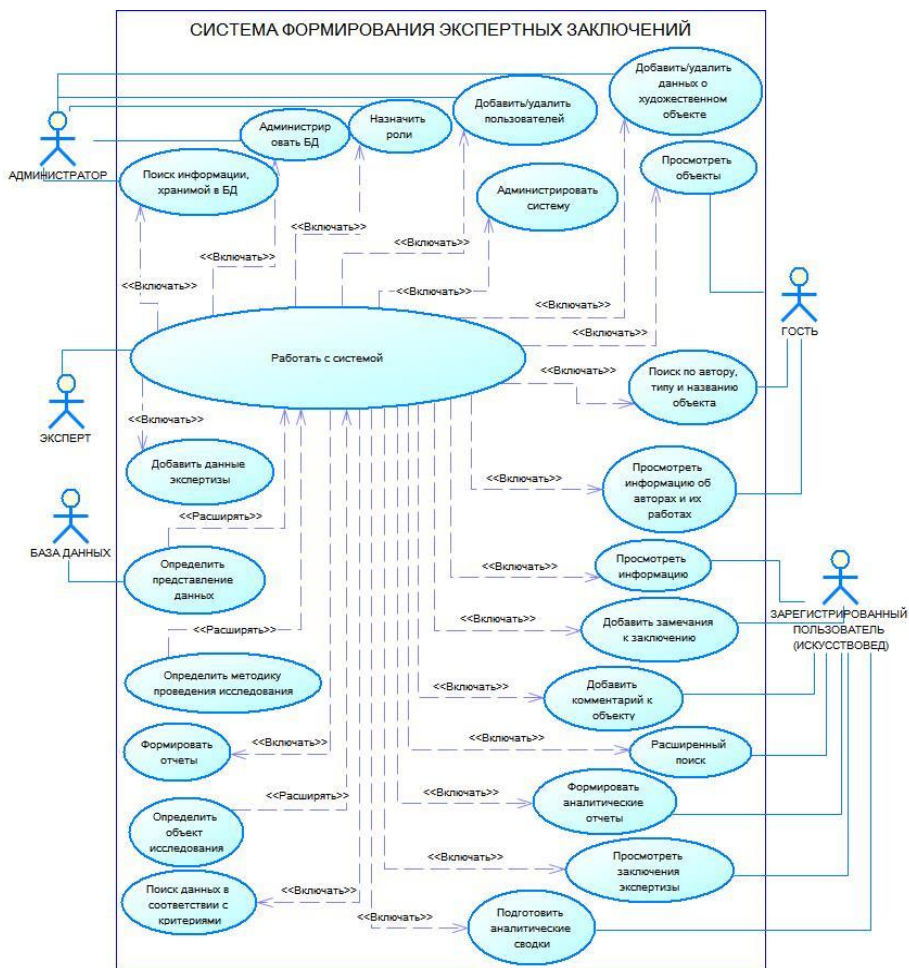 СИСТЕМА ФОРМИРОВАНИЯ ЭКСПЕРТНЫХ ЗАКЛЮЧЕНИЙ
Добавить/удалить
данных о
художественном
объекте
Добавить/удалить
пользователей
Назначить
роли
Администрир
овать БД
АДМИНИСТРАТОР
Поиск информации,
хранимой в БД
Просмотреть
объекты
Администрировать
систему
<<Включать>>
<<Включать>>
<<Включать>>
<<Включать>>
<<Включать>>
<<Включать>>
<<Включать>>
ГОСТЬ
Работать с системой
Поиск по автору,
типу и названию
объекта
<<Включать>>
ЭКСПЕРТ
<<Включать>>
Добавить данные
экспертизы
Просмотреть
информацию об
авторах и их
работах
<<Включать>>
<<Расширять>>
БАЗА ДАННЫХ
Определить
представление
данных
Просмотреть
информацию
<<Включать>>
ЗАРЕГИСТРИРОВАННЫЙ
ПОЛЬЗОВАТЕЛЬ
(ИСКУССТВОВЕД)
Добавить замечания
к заключению
<<Включать>>
<<Расширять>>
Определить методику
проведения исследования
Добавить
комментарий к
объекту
<<Включать>>
Формировать
отчеты
<<Включать>>
<<Включать>>
Расширенный
поиск
<<Расширять>>
<<Включать>>
Формировать
аналитические
отчеты
Определить
объект
исследования
<<Включать>>
Просмотреть
заключения
экспертизы
Поиск данных в
соответствии с
критериями
<<Включать>>
<<Включать>>
Подготовить
аналитические
сводки